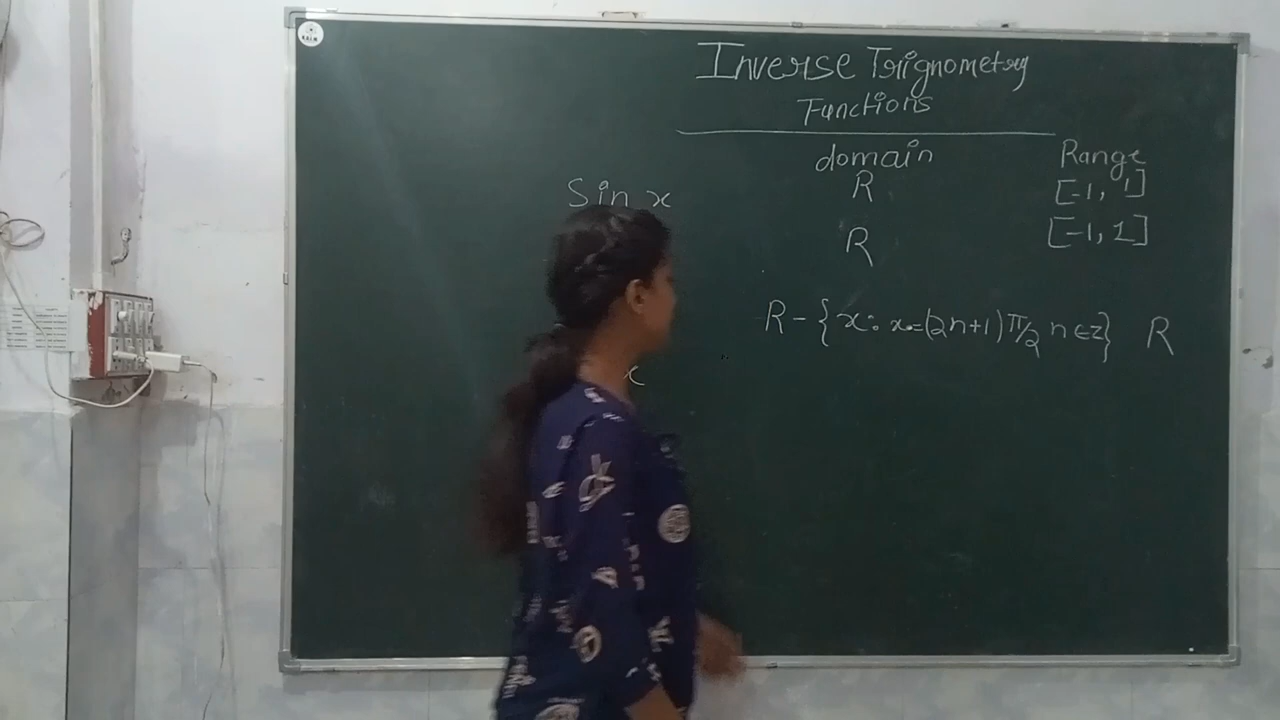 Inverse Trignometry
Functions
domain Range
Sin x R [-1, 1]
R [-1, 1]
R - {x: x=(2n+1)π/2 n∈z} R
x